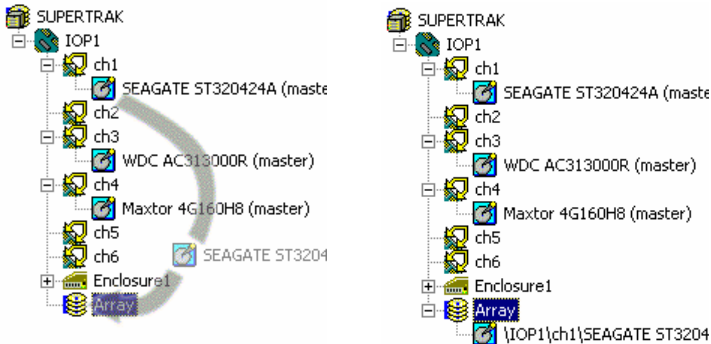 SUPERTRAK
IOP1
ch1
SEAGATE ST320424A (maste
ch2
ch3
WDC AC313000R (master)
ch4
Maxtor 4G160H8 (master)
ch5
ch6
SEAGATE ST3204
Enclosure1
Array
SUPERTRAK
IOP1
ch1
SEAGATE ST320424A (maste
ch2
ch3
WDC AC313000R (master)
ch4
Maxtor 4G160H8 (master)
ch5
ch6
Enclosure1
Array
\IOP1\ch1\SEAGATE ST3204